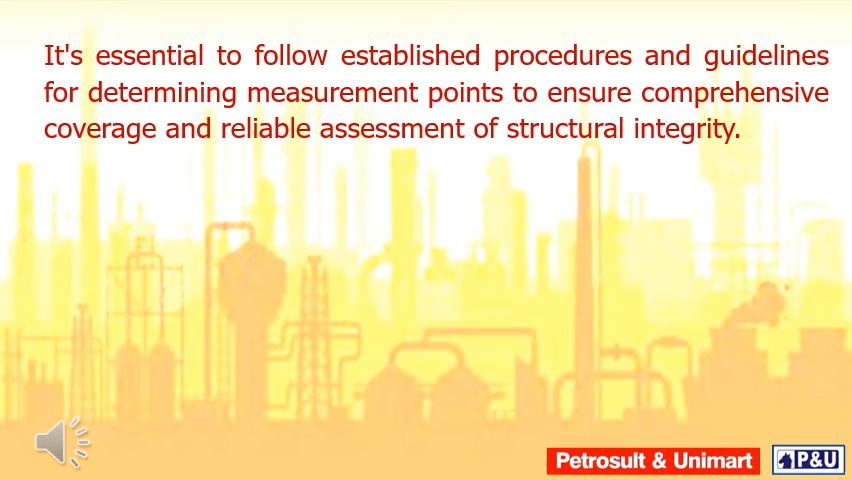 It's essential to follow established procedures and guidelines
for determining measurement points to ensure comprehensive
coverage and reliable assessment of structural integrity.
Petrosult & Unimart
P&U